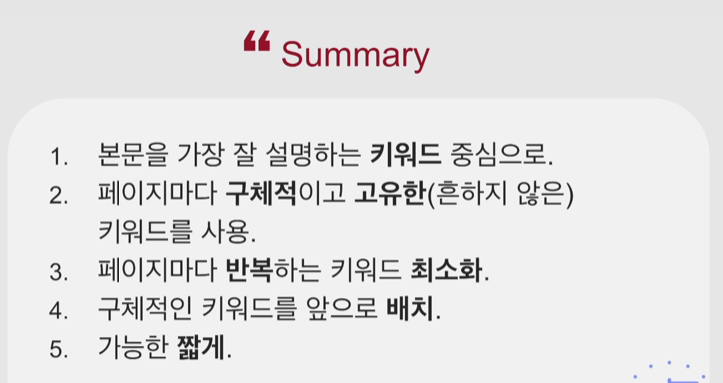 “ Summary
1. 본문을 가장 잘 설명하는 키워드 중심으로.
2. 페이지마다 구체적이고 고유한(흔하지 않은)
키워드를 사용.
3. 페이지마다 반복하는 키워드 최소화.
4. 구체적인 키워드를 앞으로 배치.
5. 가능한 짧게.